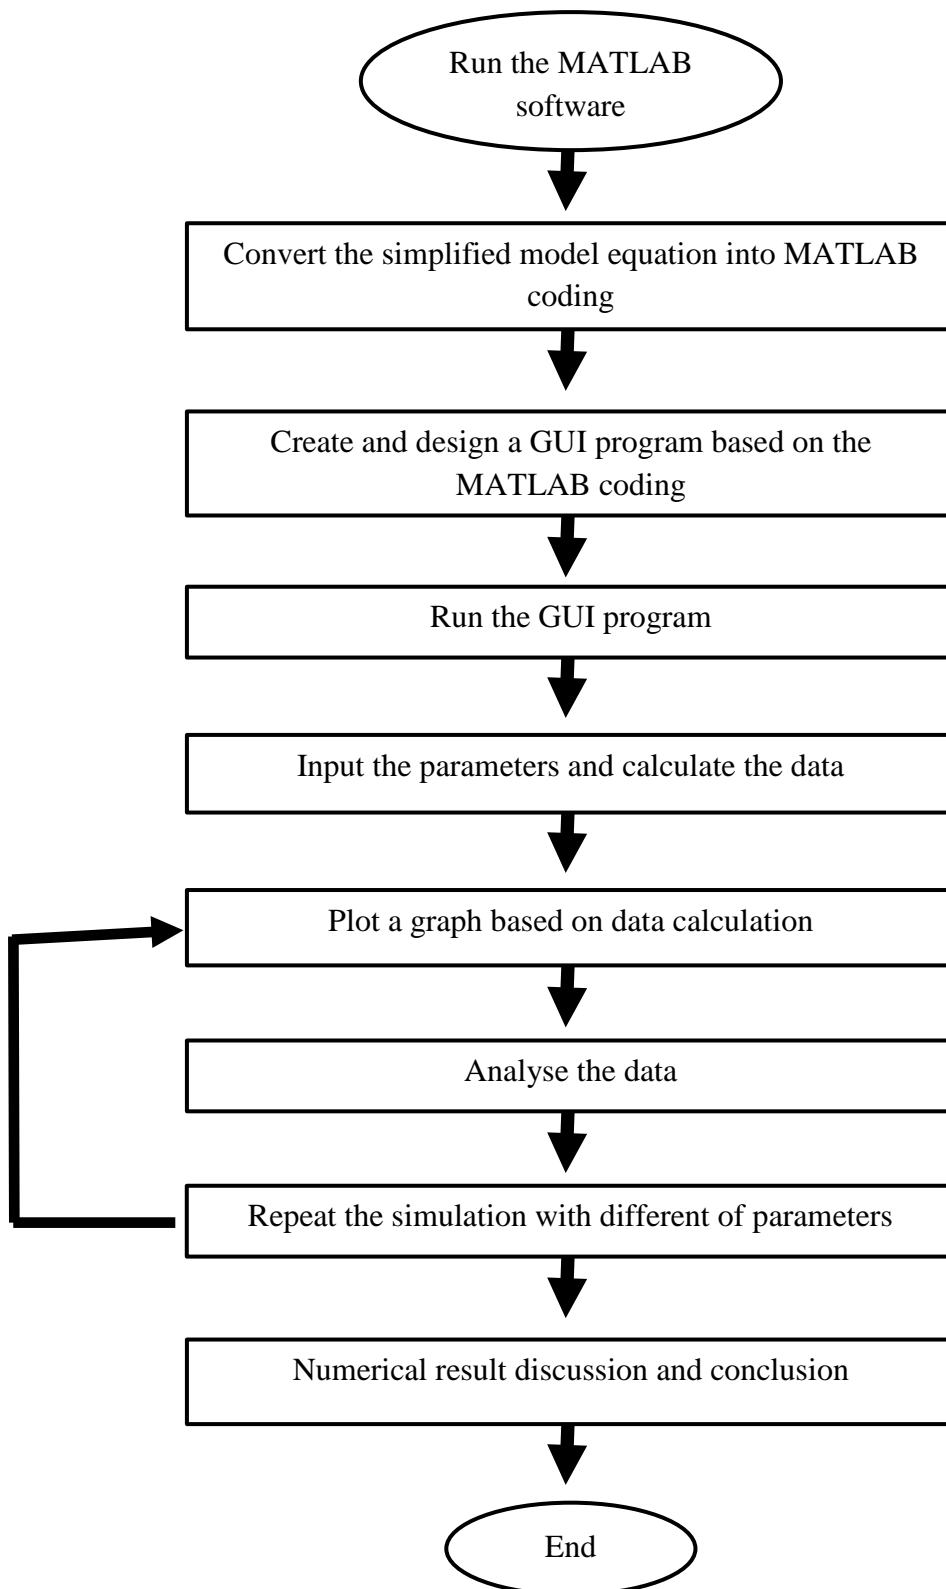 Run the MATLAB
software
Convert the simplified model equation into MATLAB
coding
Create and design a GUI program based on the
MATLAB coding
Run the GUI program
Input the parameters and calculate the data
Plot a graph based on data calculation
Analyse the data
Repeat the simulation with different of parameters
Numerical result discussion and conclusion
End